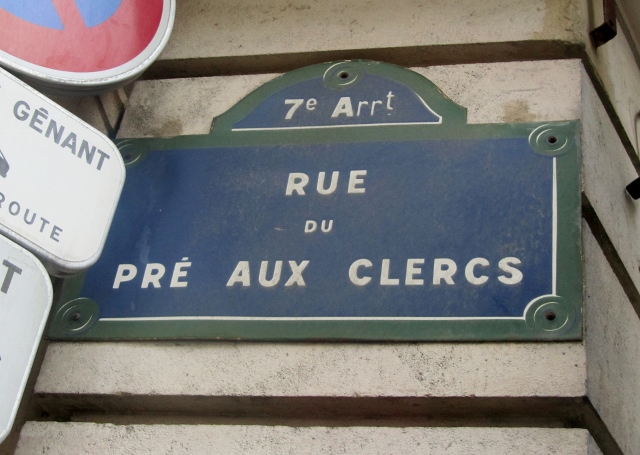 GÊNANT
ROUTE
7e Arrt
RUE
DU
PRÉ AUX CLERCS